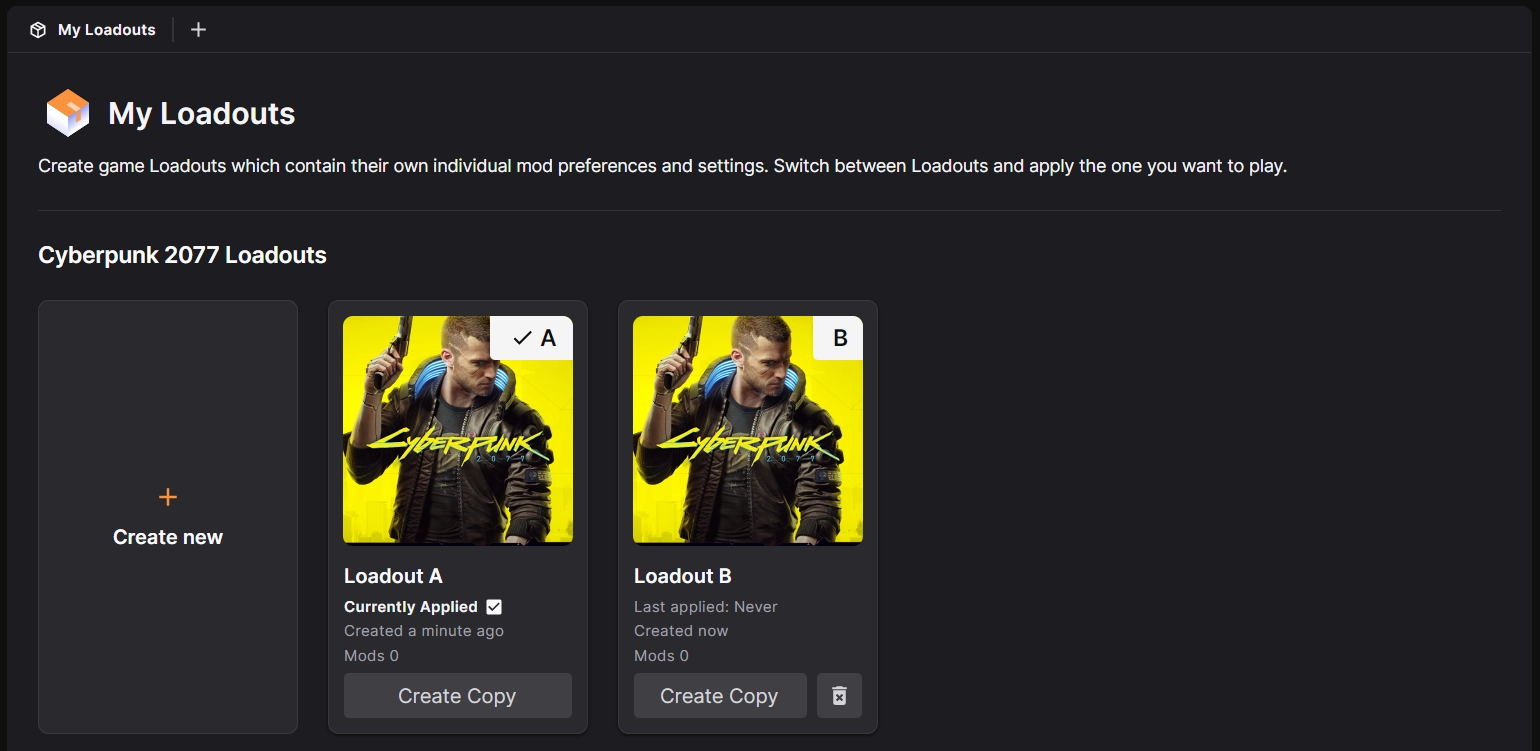 My Loadouts
My Loadouts
Create game Loadouts which contain their own individual mod preferences and settings. Switch between Loadouts and apply the one you want to play.
Cyberpunk 2077 Loadouts
Create new
A
CYBERPUNK
2077
Loadout A
Currently Applied
Created a minute ago
Mods 0
Create Copy
B
CYBERPUNK
2077
Loadout B
Last applied: Never
Created now
Mods 0
Create Copy